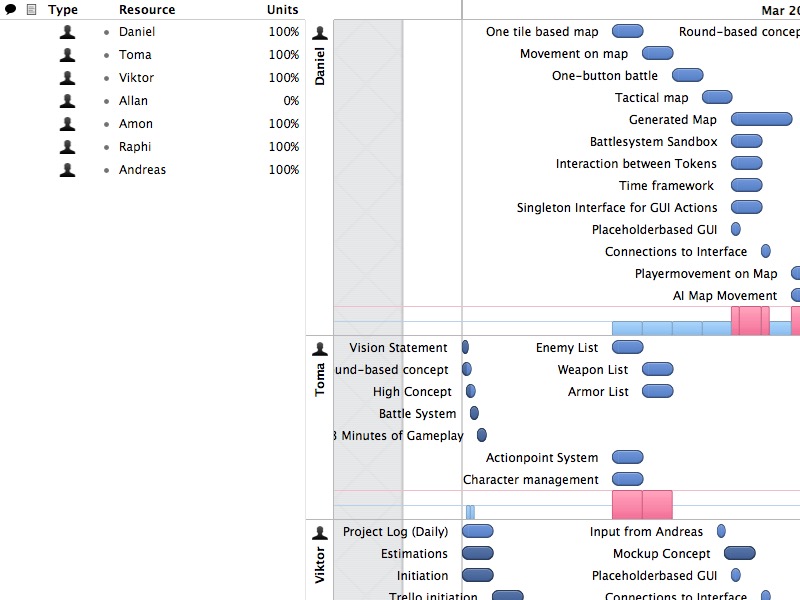 Type Resource Units
Daniel 100%
Toma 100%
Viktor 100%
Allan 0%
Amon 100%
Raphi 100%
Andreas 100%
Mar 20
Daniel
One tile based map Round-based concep
Movement on map
One-button battle
Tactical map
Generated Map
Battlesystem Sandbox
Interaction between Tokens
Time framework
Singleton Interface for GUI Actions
Placeholderbased GUI
Connections to Interface
Playermovement on Map
AI Map Movement
Toma
Vision Statement Enemy List
und-based concept Weapon List
High Concept Armor List
Battle System
3 Minutes of Gameplay
Actionpoint System
Character management
Viktor
Project Log (Daily) Input from Andreas
Estimations Mockup Concept
Initiation Placeholderbased GUI
Trello initiation Connections to Interface